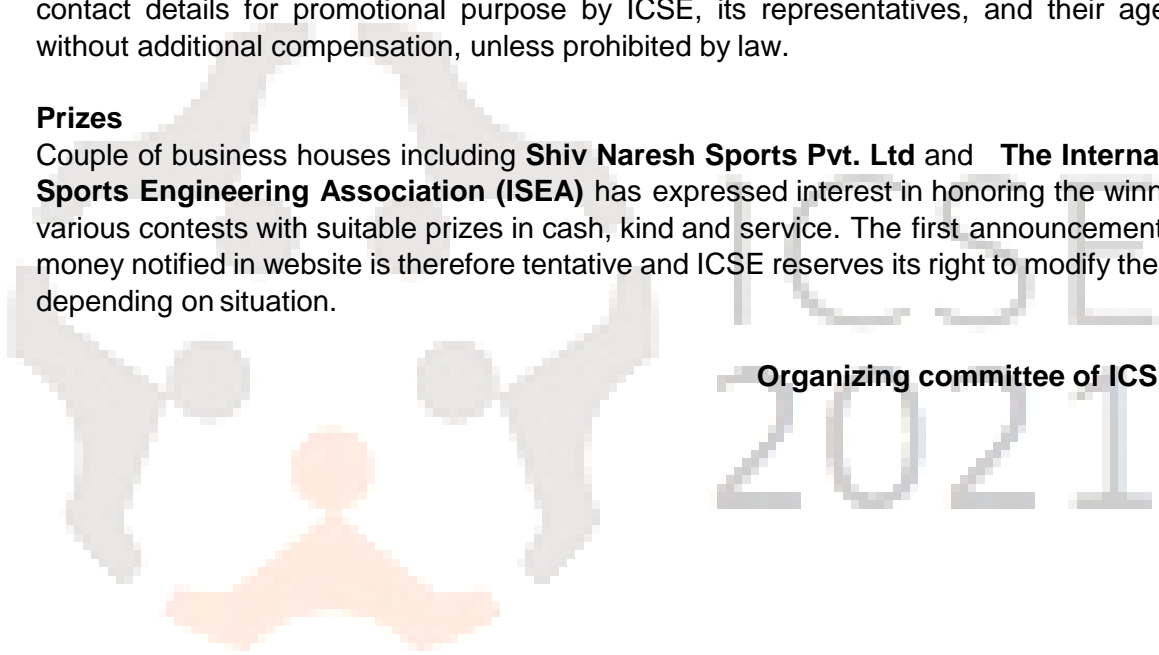 contact details for promotional purpose by ICSE, its representatives, and their age
without additional compensation, unless prohibited by law.
Prizes
Couple of business houses including Shiv Naresh Sports Pvt. Ltd and The Interna
Sports Engineering Association (ISEA) has expressed interest in honoring the winn
various contests with suitable prizes in cash, kind and service. The first announcement
money notified in website is therefore tentative and ICSE reserves its right to modify the
depending on situation.
ICSE
Organizing committee of ICS
2021